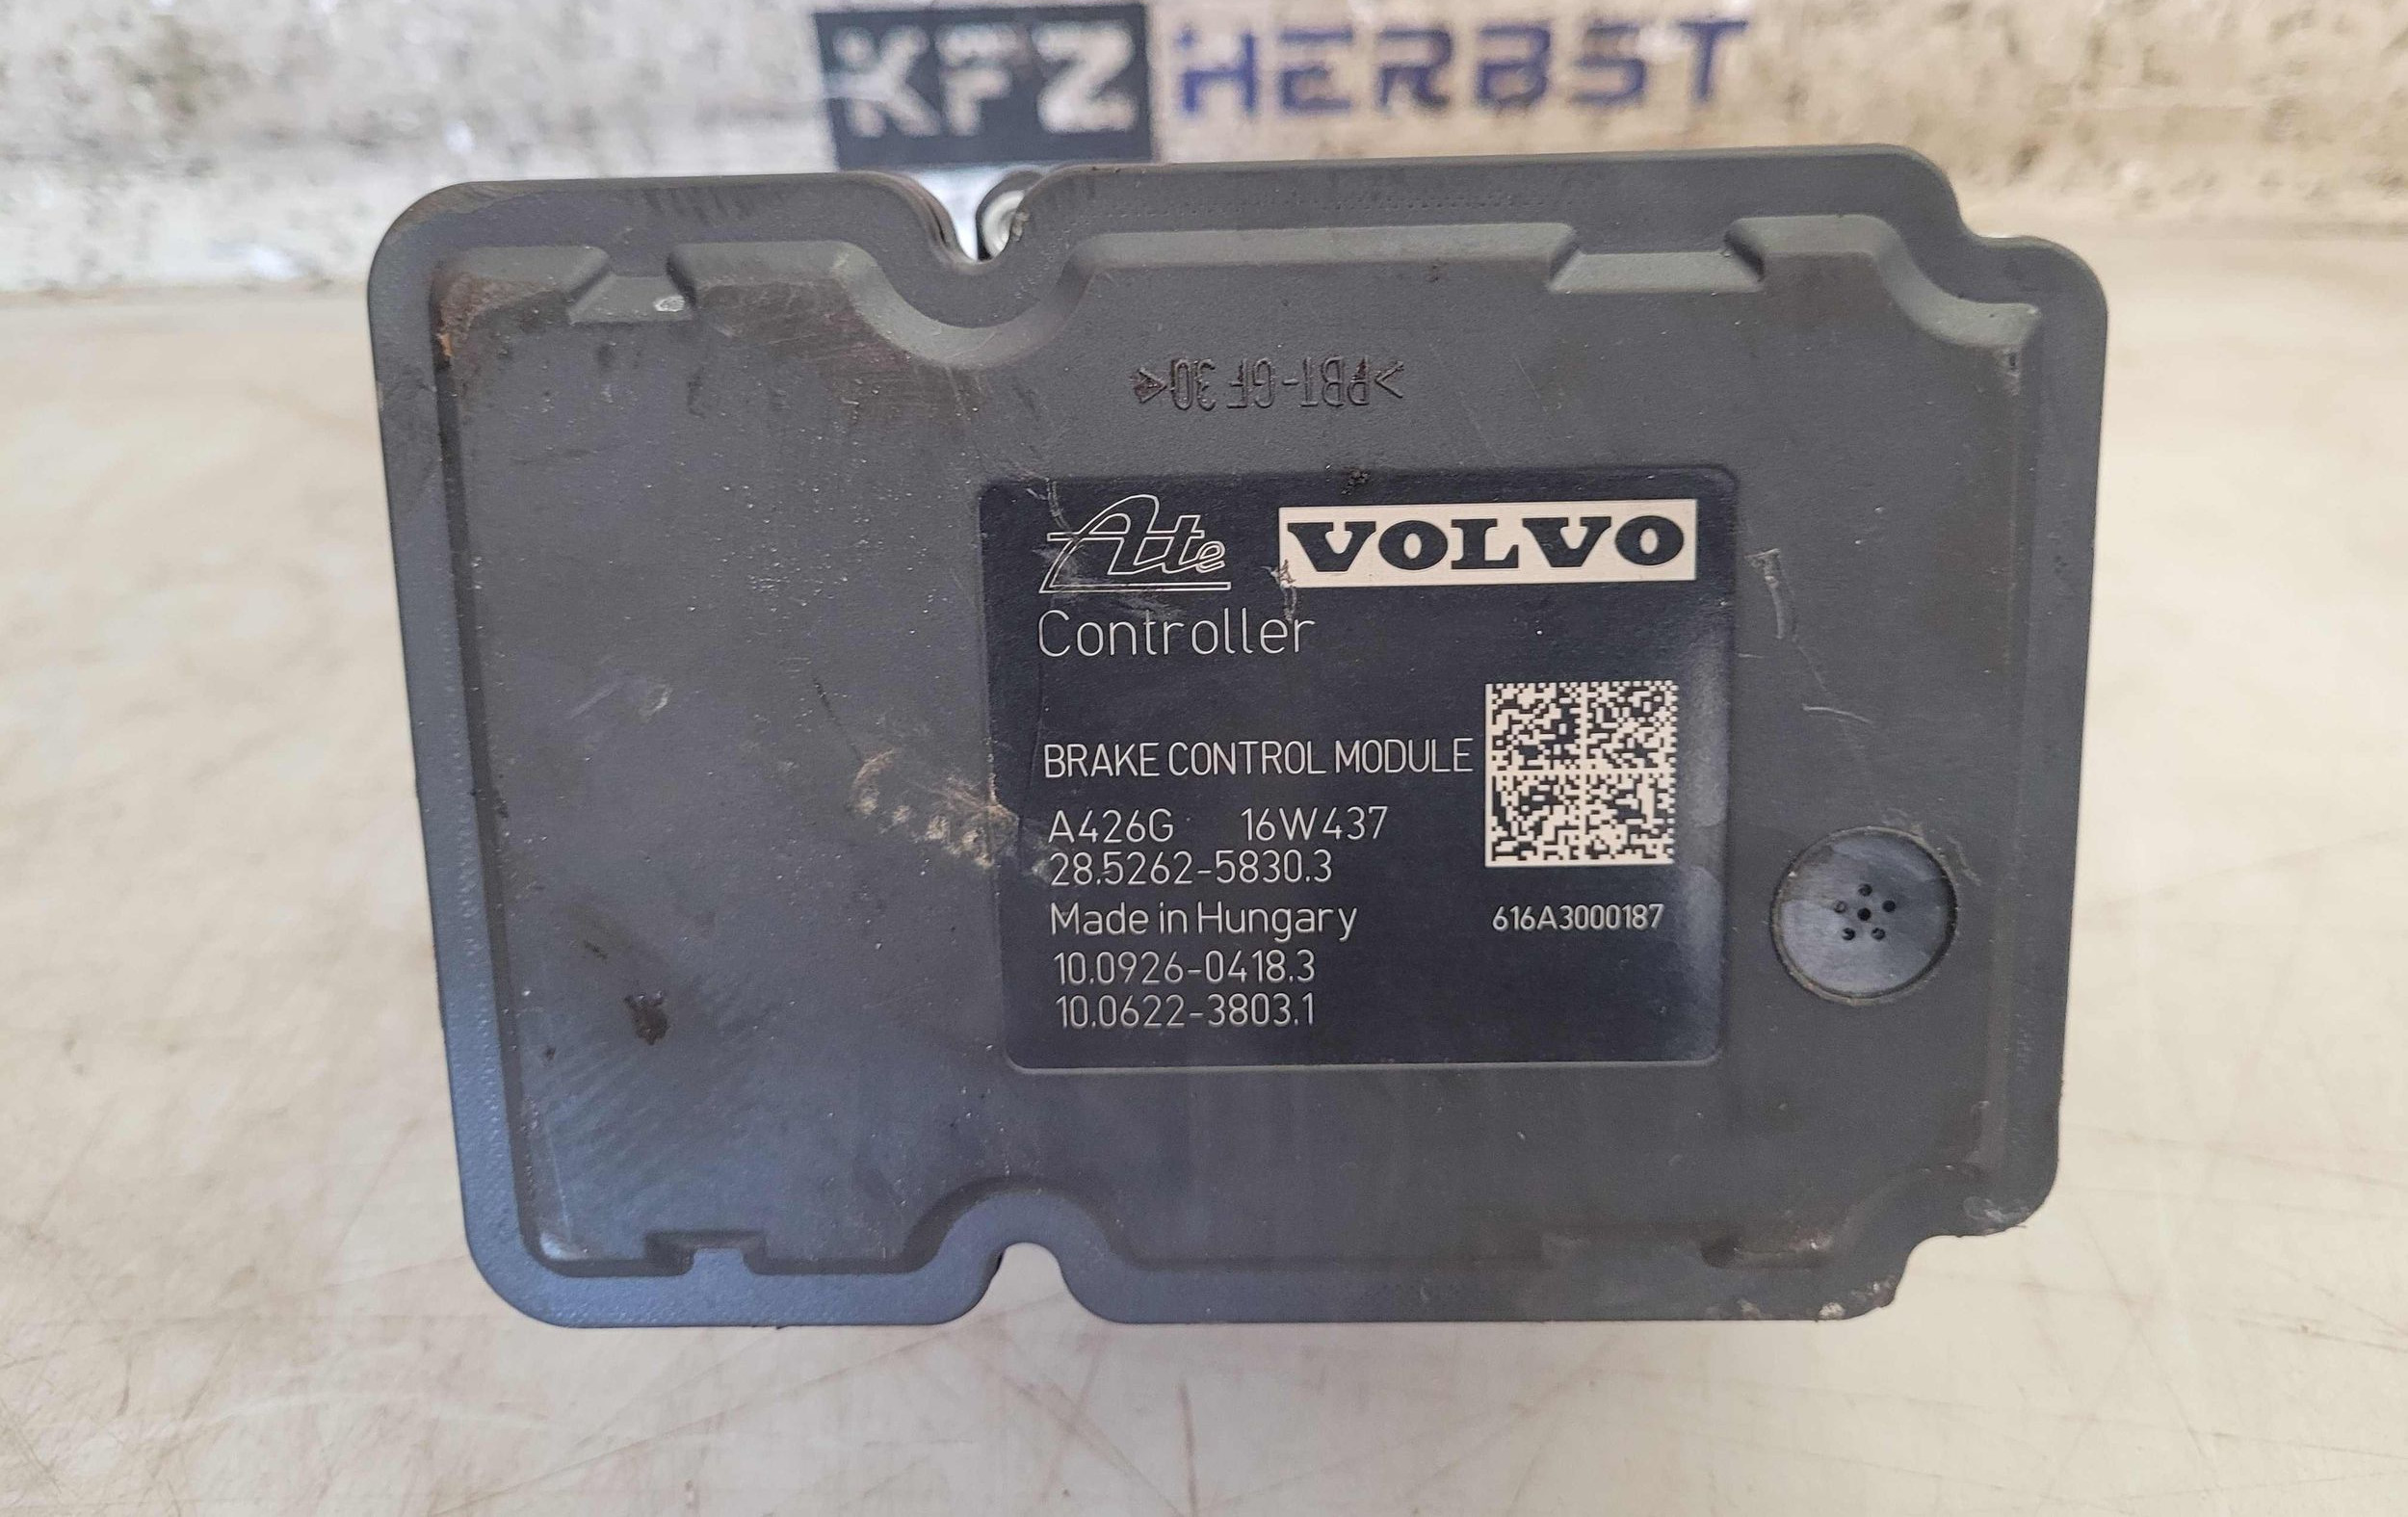 KFZ HERBST
>PBT-GF30<
Ate VOLVO
Controller
BRAKE CONTROL MODULE
A426G 16W437
28.5262-5830.3
Made in Hungary 616A3000187
10.0926-0418.3
10.0622-3803.1